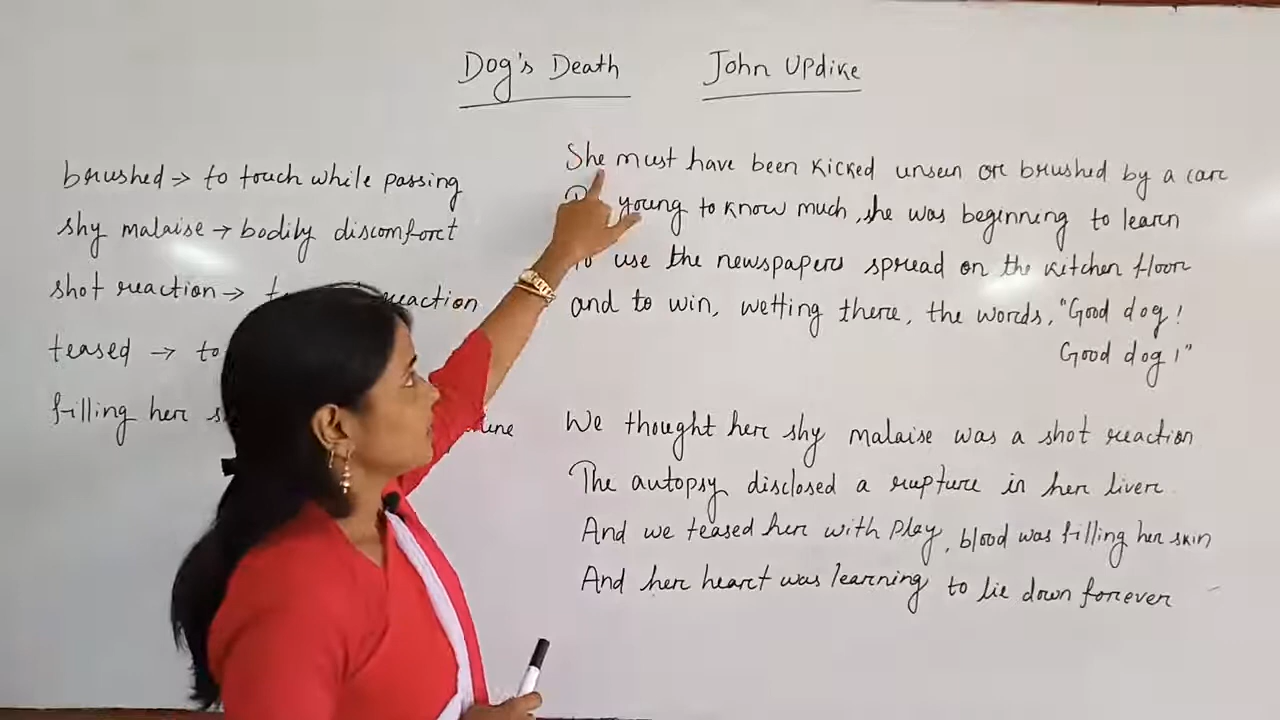 Dog's Death John Updike
brushed → to touch while passing
shy malaise → bodily discomfort
shot reaction → reaction
teased → to
filling her
She must have been kicked unseen or brushed by a car
young to know much, she was beginning to learn
To use the newspapers spread on the kitchen floor
and to win, wetting there, the words, "Good dog!
Good dog!"
We thought her shy malaise was a shot reaction
The autopsy disclosed a rupture in her liver
And we teased her with play, blood was filling her skin
And her heart was learning to lie down forever